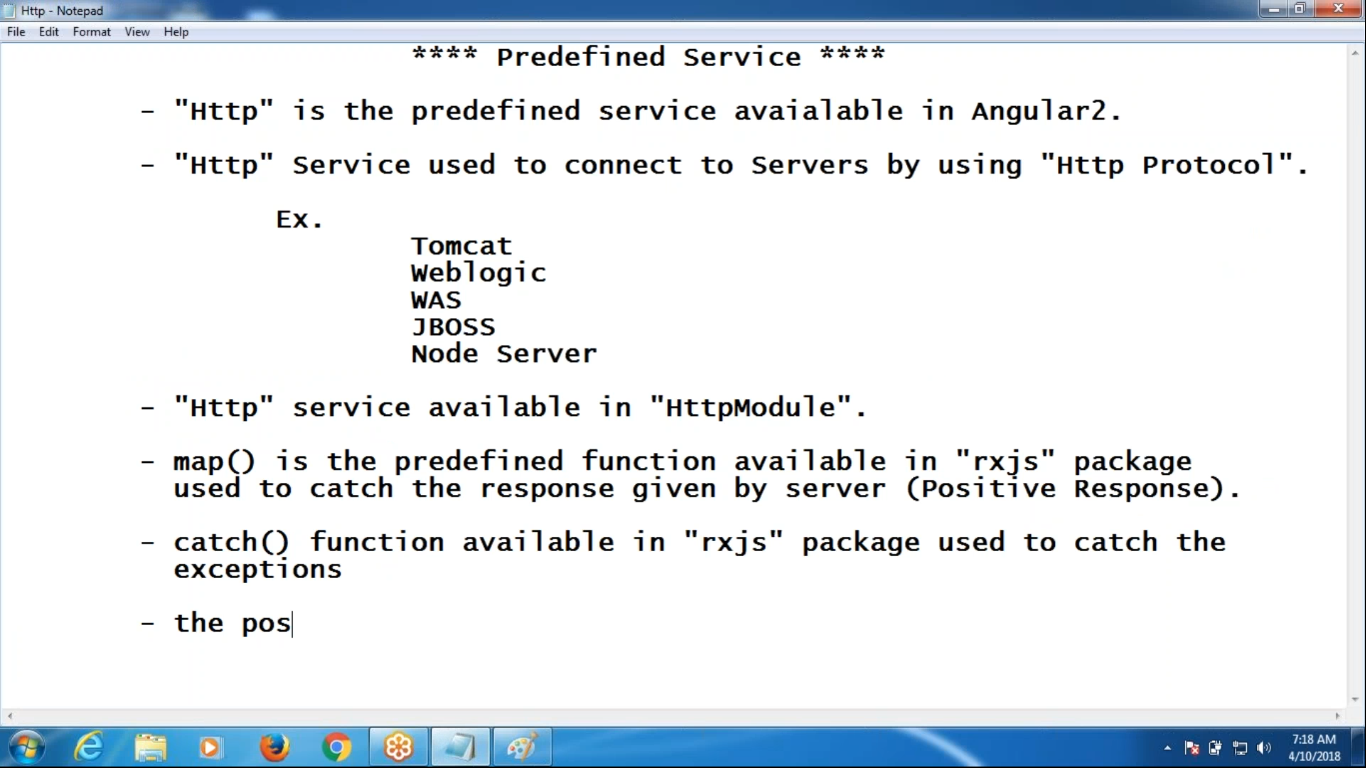 Http - Notepad
File Edit Format View Help
**** Predefined Service ****
- "Http" is the predefined service avaialable in Angular2.
- "Http" Service used to connect to Servers by using "Http Protocol".
Ex.
Tomcat
Weblogic
WAS
JBOSS
Node Server
- "Http" service available in "HttpModule".
- map() is the predefined function available in "rxjs" package
used to catch the response given by server (Positive Response).
- catch() function available in "rxjs" package used to catch the
exceptions
- the pos
7:18 AM
4/10/2018